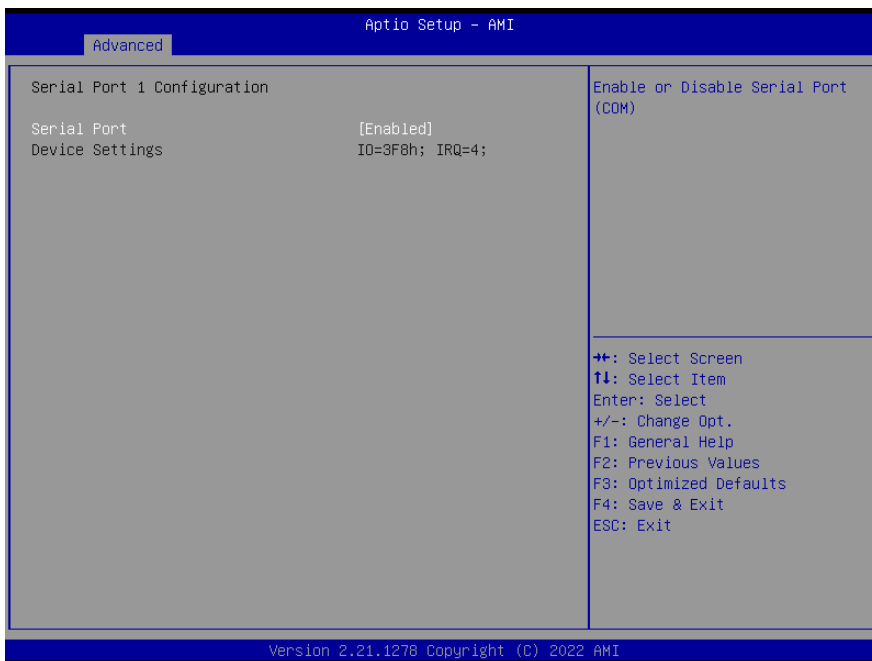 Aptio Setup - AMI
Advanced
Serial Port 1 Configuration
Serial Port [Enabled]
Device Settings IO=3F8h; IRQ=4;
Enable or Disable Serial Port
(COM)
→←: Select Screen
↑↓: Select Item
Enter: Select
+/-: Change Opt.
F1: General Help
F2: Previous Values
F3: Optimized Defaults
F4: Save & Exit
ESC: Exit
Version 2.21.1278 Copyright (C) 2022 AMI